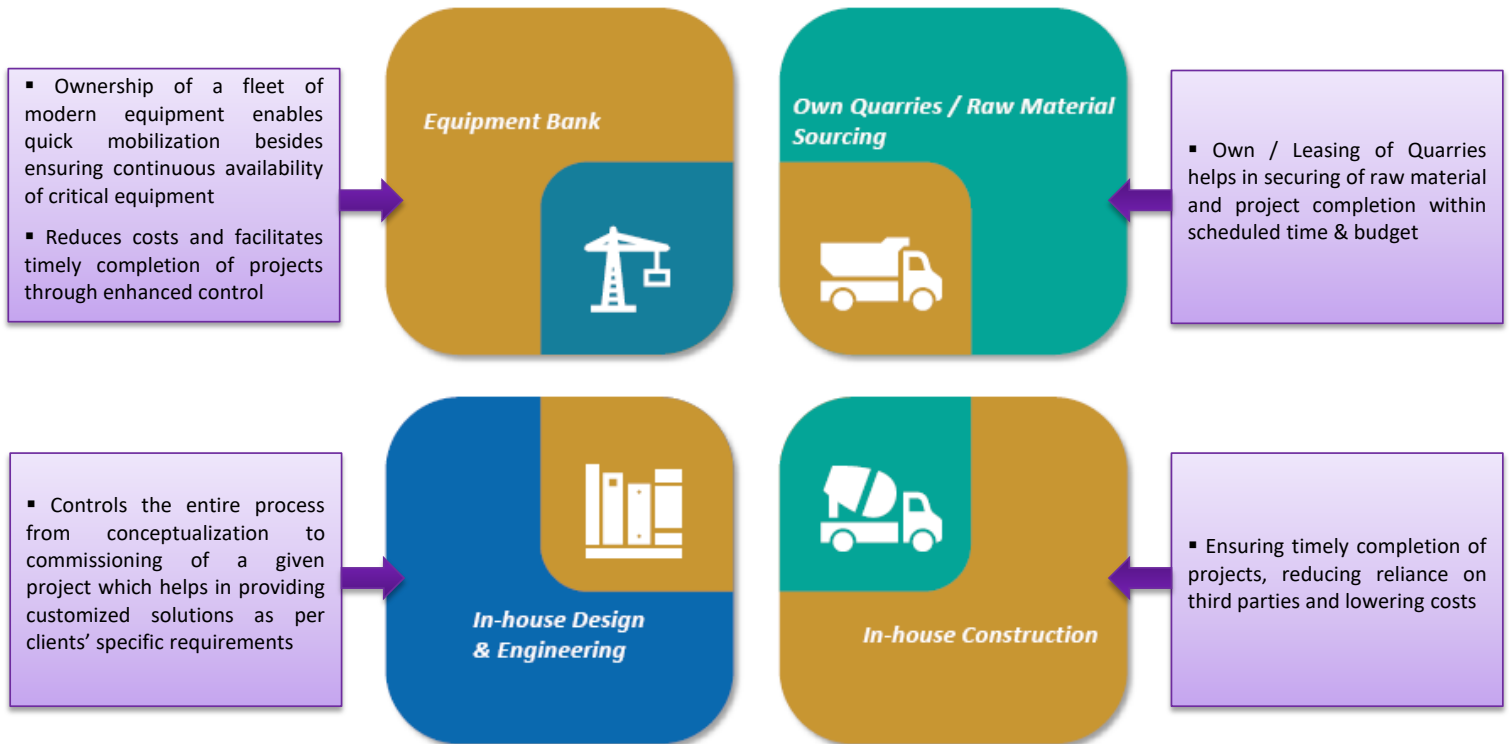 ▪ Ownership of a fleet of
modern equipment enables
quick mobilization besides
ensuring continuous availability
of critical equipment
▪ Reduces costs and facilitates
timely completion of projects
through enhanced control
Equipment Bank
Own Quarries / Raw Material
Sourcing
▪ Own / Leasing of Quarries
helps in securing of raw material
and project completion within
scheduled time & budget
▪ Controls the entire process
from conceptualization to
commissioning of a given
project which helps in providing
customized solutions as per
clients’ specific requirements
In-house Design
& Engineering
In-house Construction
▪ Ensuring timely completion of
projects, reducing reliance on
third parties and lowering costs